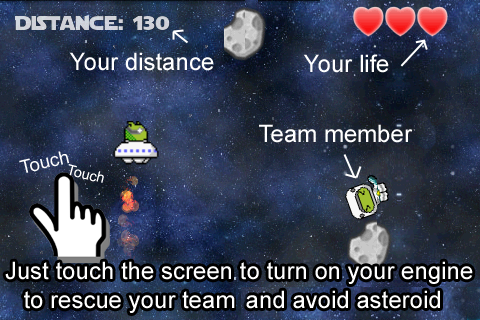 DISTANCE: 130
Your distance
Your life
Team member
Touch
Touch
Just touch the screen to turn on your engine
to rescue your team and avoid asteroid